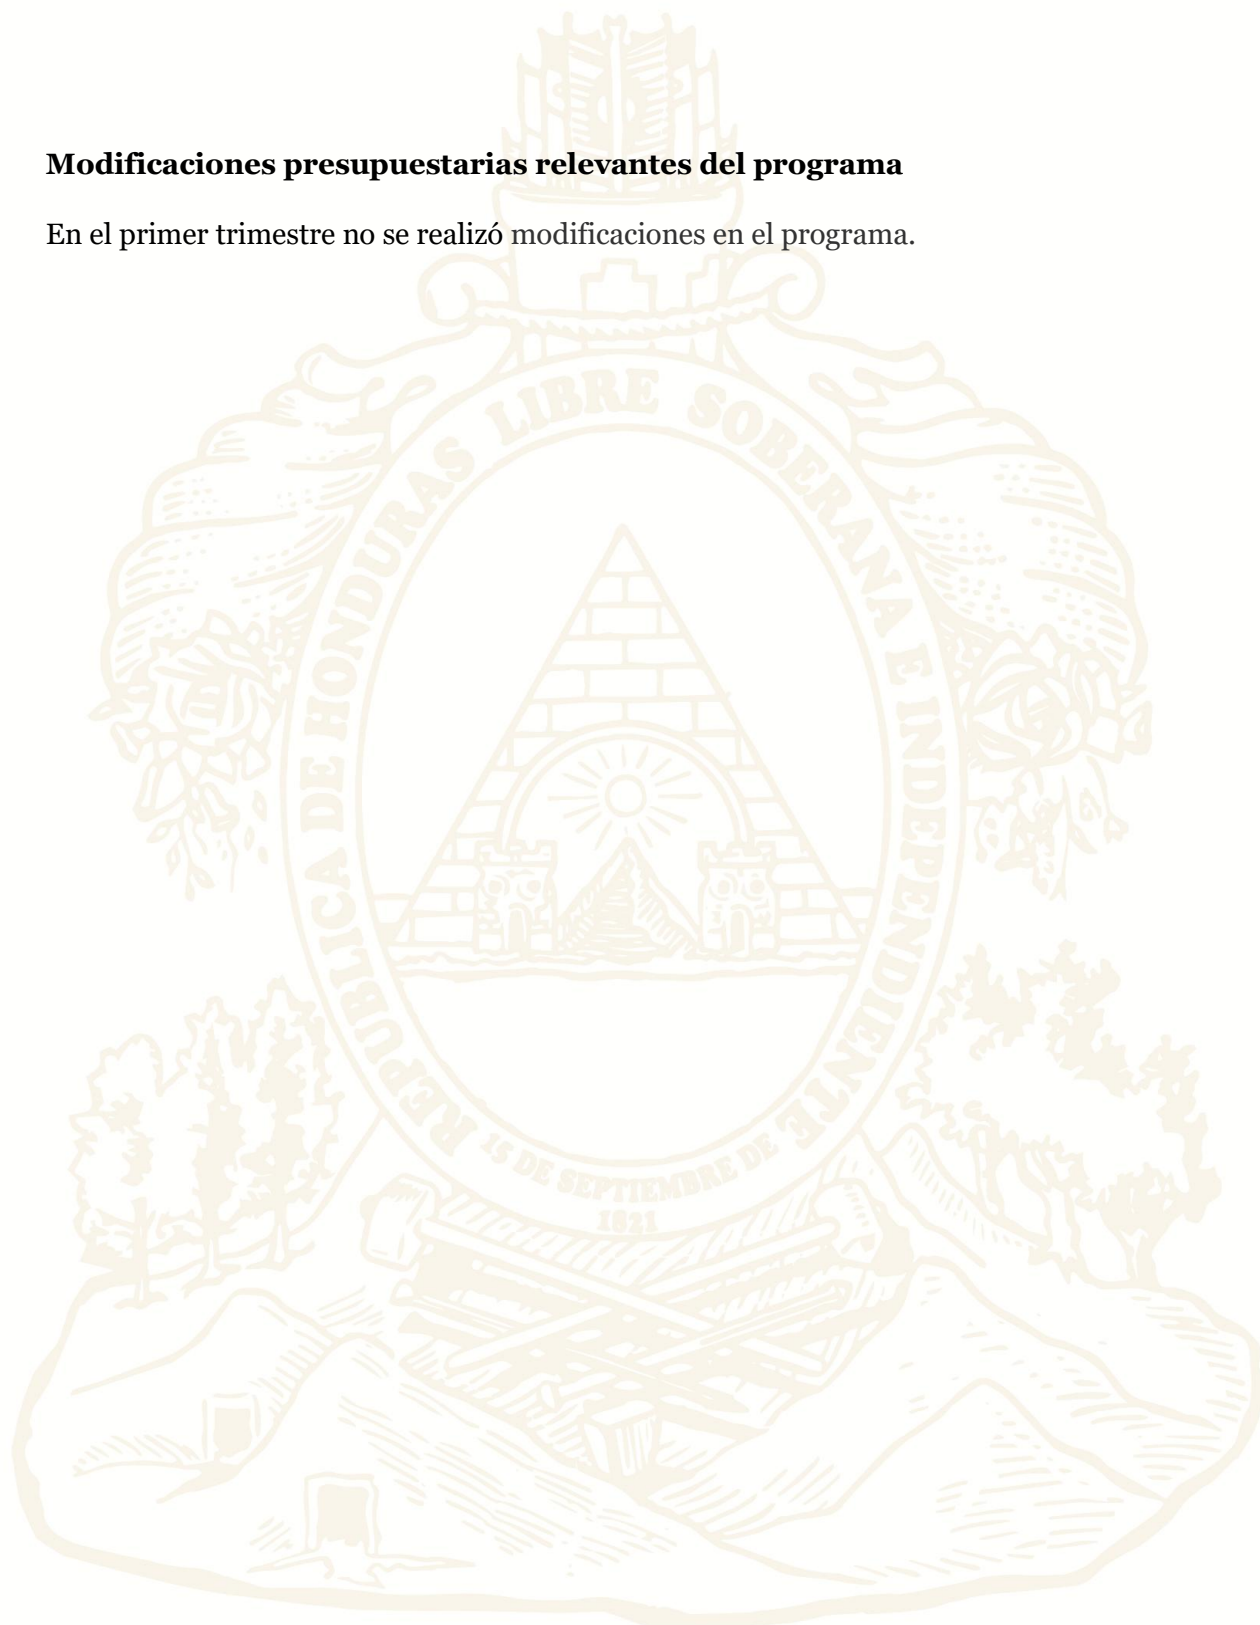 Modificaciones presupuestarias relevantes del programa
En el primer trimestre no se realizó modificaciones en el programa.
REPUBLICA DE HONDURAS LIBRE SOBERANA E INDEPENDIENTE
15 DE SEPTIEMBRE DE
1821